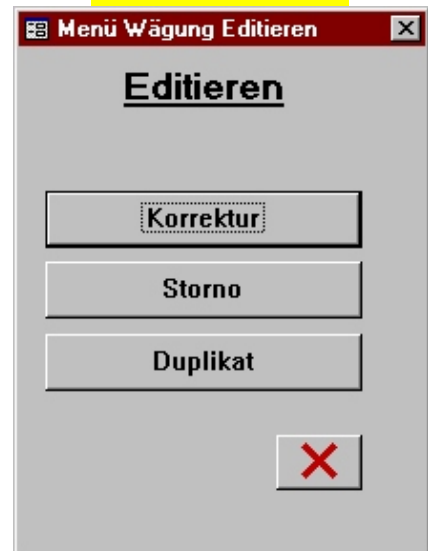 Menü Wägung Editieren
Editieren
Korrektur
Storno
Duplikat